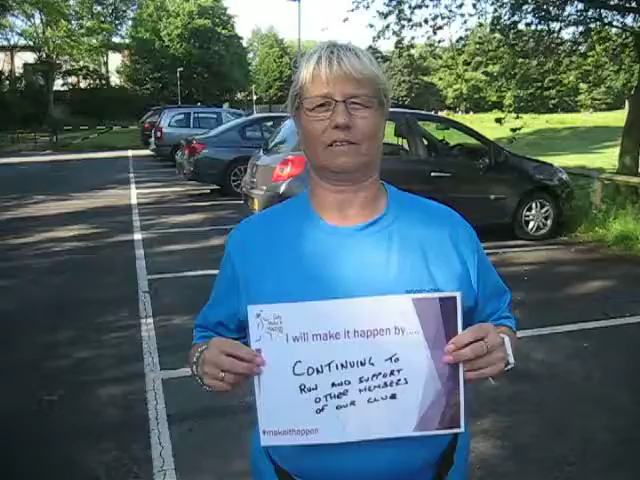 I will make it happen by.....
CONTINUING TO
RUN AND SUPPORT
OTHER MEMBERS
OF OUR CLUB
#makeithappen